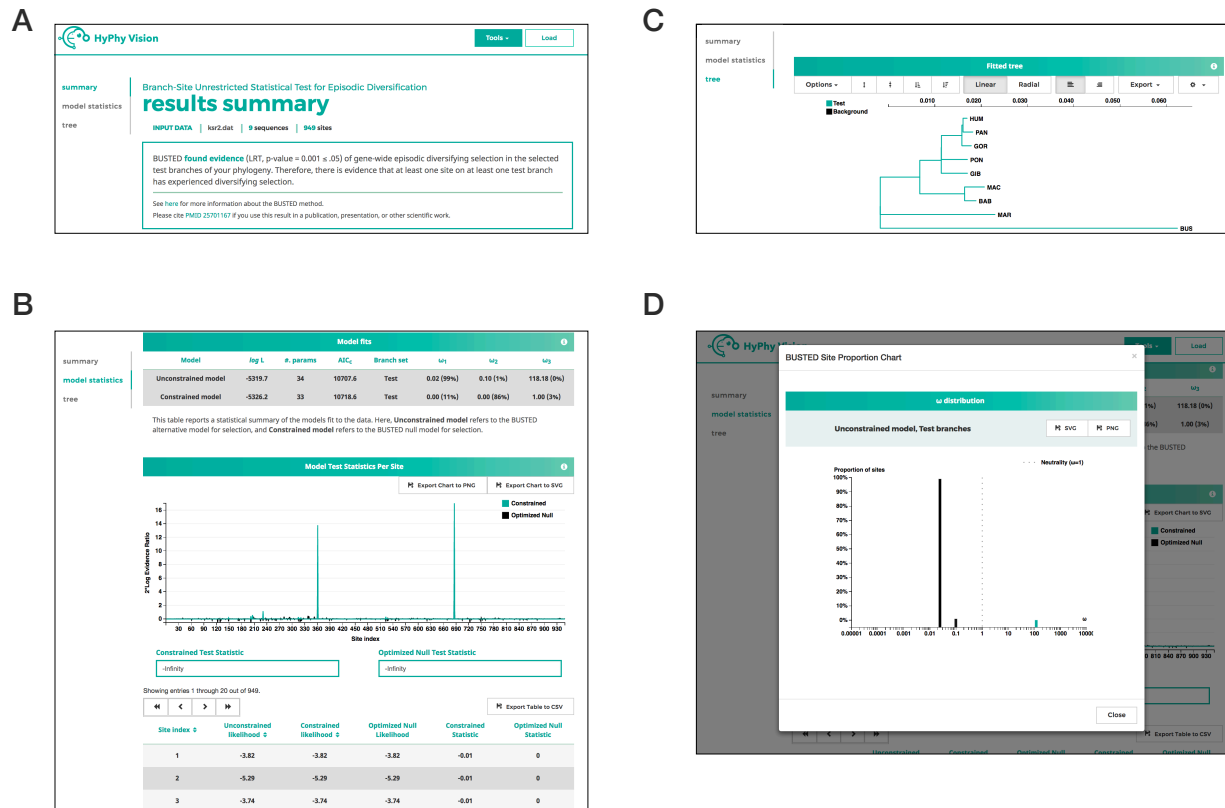 A
HyPhy Vision
Tools
Load
summary
model statistics
tree
Branch-Site Unrestricted Statistical Test for Episodic Diversification
results summary
INPUT DATA | ksr2.dat | 9 sequences | 949 sites
BUSTED found evidence (LRT, p-value = 0.001 ≤ .05) of gene-wide episodic diversifying selection in the selected
test branches of your phylogeny. Therefore, there is evidence that at least one site on at least one test branch
has experienced diversifying selection.
See here for more information about the BUSTED method.
Please cite PMID 25701167 if you use this result in a publication, presentation, or other scientific work.
B
summary
model statistics
tree
Model fits
Model log L #. params AICc Branch set ω1 ω2 ω3
Unconstrained model -5319.7 34 10707.6 Test 0.02 (99%) 0.10 (1%) 118.18 (0%)
Constrained model -5326.2 33 10718.6 Test 0.00 (11%) 0.00 (86%) 1.00 (3%)
This table reports a statistical summary of the models fit to the data. Here, Unconstrained model refers to the BUSTED
alternative model for selection, and Constrained model refers to the BUSTED null model for selection.
Model Test Statistics Per Site
Export Chart to PNG Export Chart to SVG
Constrained
Optimized Null
2*Log Evidence Ratio
16
14
12
10
8
6
4
2
0
30 60 90 120 150 180 210 240 270 300 330 360 390 420 450 480 510 540 570 600 630 660 690 720 750 780 810 840 870 900 930
Site index
Constrained Test Statistic Optimized Null Test Statistic
-Infinity -Infinity
Showing entries 1 through 20 out of 949.
Export Table to CSV
Site index Unconstrained likelihood Constrained likelihood Optimized Null Likelihood Constrained Statistic Optimized Null Statistic
1 -3.82 -3.82 -3.82 -0.01 0
2 -5.29 -5.29 -5.29 -0.01 0
3 -3.74 -3.74 -3.74 -0.01 0
C
summary
model statistics
tree
Fitted tree
Options Linear Radial Export
Test
Background
0.010 0.020 0.030 0.040 0.050 0.060
HUM
PAN
GOR
PON
GIB
MAC
BAB
MAR
BUS
D
HyPhy Vision
Tools
Load
summary
model statistics
tree
BUSTED Site Proportion Chart
×
ω distribution
Unconstrained model, Test branches
SVG PNG
Neutrality (ω=1)
Proportion of sites
100%
90%
80%
70%
60%
50%
40%
30%
20%
10%
0%
0.00001 0.0001 0.001 0.01 0.1 1 10 100 1000 1000
ω
Close
ω3
118.18 (0%)
1.00 (3%)
the BUSTED
Export Chart to SVG
Constrained
Optimized Null
810 840 870 900 930
Export Table to CSV
Unconstrained Constrained Optimized Null Constrained Optimized Null